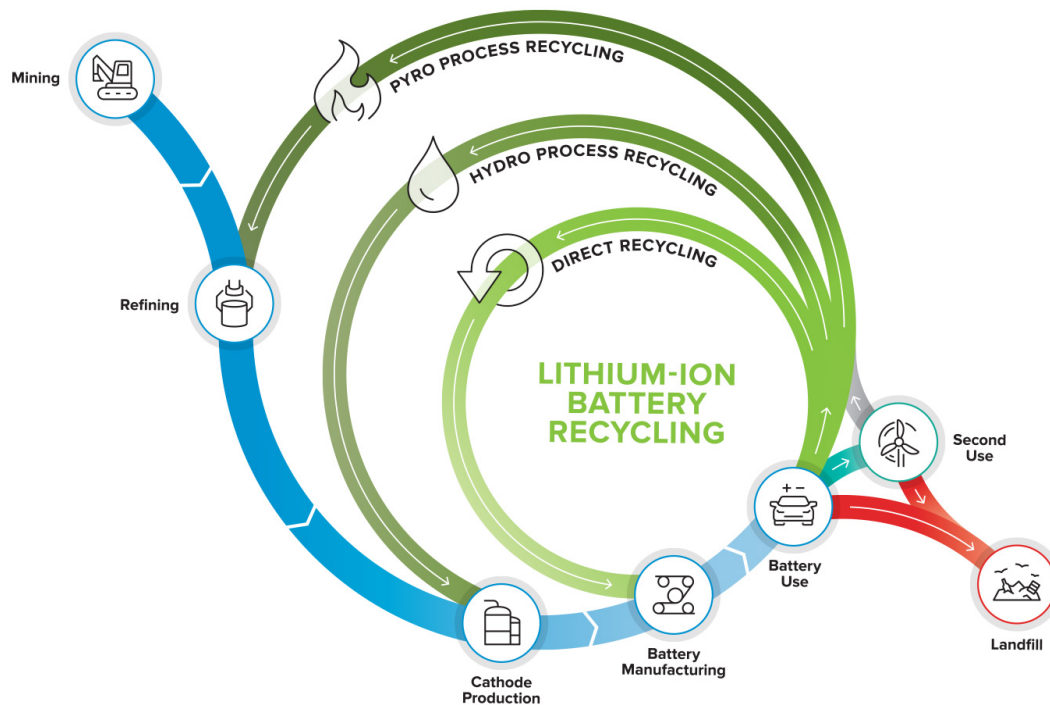 Mining
PYRO PROCESS RECYCLING
HYDRO PROCESS RECYCLING
DIRECT RECYCLING
Refining
LITHIUM-ION
BATTERY
RECYCLING
Second
Use
+ −
Battery
Use
Landfill
Battery
Manufacturing
Cathode
Production